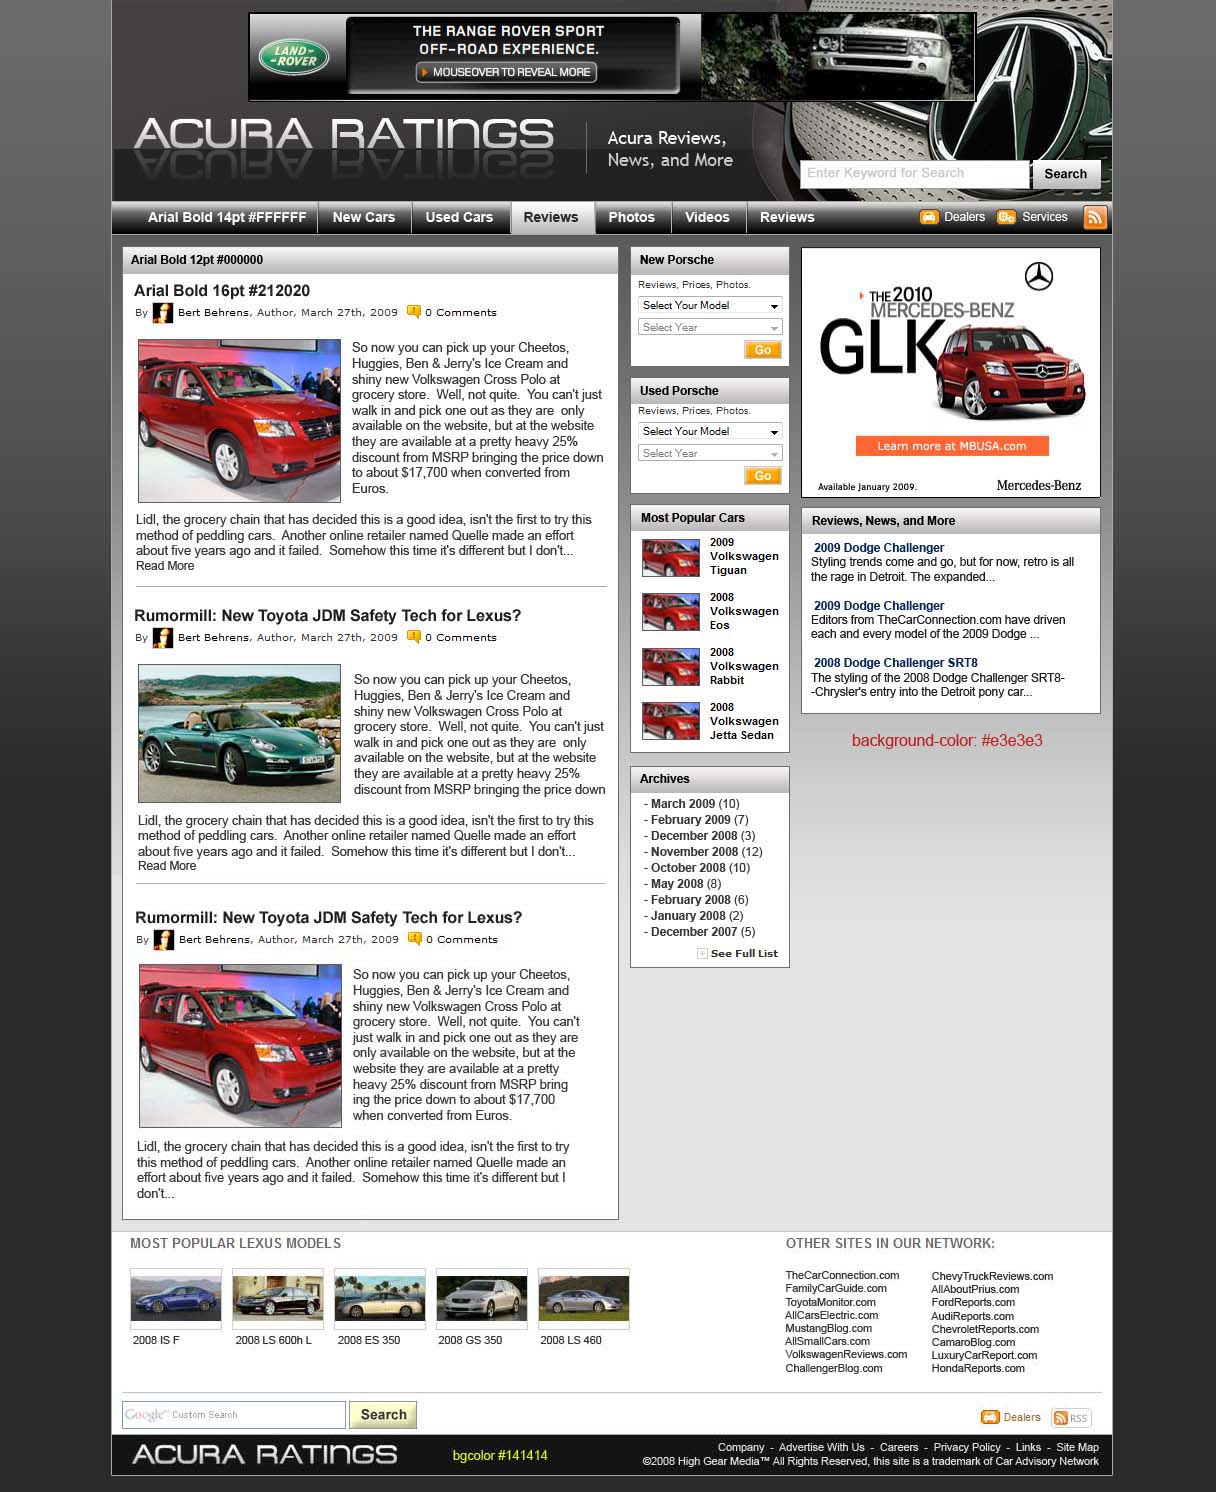 THE RANGE ROVER SPORT
OFF-ROAD EXPERIENCE.
LAND-
-ROVER
MOUSEOVER TO REVEAL MORE
ACURA RATINGS
Acura Reviews,
News, and More
Enter Keyword for Search
Search
Arial Bold 14pt #FFFFFF
New Cars
Used Cars
Reviews
Photos
Videos
Reviews
Dealers
Services
Arial Bold 12pt #000000
Arial Bold 16pt #212020
By Bert Behrens, Author, March 27th, 2009 0 Comments
So now you can pick up your Cheetos,
Huggies, Ben & Jerry's Ice Cream and
shiny new Volkswagen Cross Polo at
grocery store. Well, not quite. You can't just
walk in and pick one out as they are only
available on the website, but at the website
they are available at a pretty heavy 25%
discount from MSRP bringing the price down
to about $17,700 when converted from
Euros.
Lidl, the grocery chain that has decided this is a good idea, isn't the first to try this
method of peddling cars. Another online retailer named Quelle made an effort
about five years ago and it failed. Somehow this time it's different but I don't...
Read More
Rumormill: New Toyota JDM Safety Tech for Lexus?
By Bert Behrens, Author, March 27th, 2009 0 Comments
So now you can pick up your Cheetos,
Huggies, Ben & Jerry's Ice Cream and
shiny new Volkswagen Cross Polo at
grocery store. Well, not quite. You can't just
walk in and pick one out as they are only
available on the website, but at the website
they are available at a pretty heavy 25%
discount from MSRP bringing the price down
Lidl, the grocery chain that has decided this is a good idea, isn't the first to try this
method of peddling cars. Another online retailer named Quelle made an effort
about five years ago and it failed. Somehow this time it's different but I don't...
Read More
Rumormill: New Toyota JDM Safety Tech for Lexus?
By Bert Behrens, Author, March 27th, 2009 0 Comments
So now you can pick up your Cheetos,
Huggies, Ben & Jerry's Ice Cream and
shiny new Volkswagen Cross Polo at
grocery store. Well, not quite. You can't
just walk in and pick one out as they are
only available on the website, but at the
website they are available at a pretty
heavy 25% discount from MSRP bring
ing the price down to about $17,700
when converted from Euros.
Lidl, the grocery chain that has decided this is a good idea, isn't the first to try
this method of peddling cars. Another online retailer named Quelle made an
effort about five years ago and it failed. Somehow this time it's different but I
don't...
New Porsche
Reviews, Prices, Photos.
Select Your Model
Select Year
Go
Used Porsche
Reviews, Prices, Photos.
Select Your Model
Select Year
Go
Most Popular Cars
2009
Volkswagen
Tiguan
2008
Volkswagen
Eos
2008
Volkswagen
Rabbit
2008
Volkswagen
Jetta Sedan
Archives
- March 2009 (10)
- February 2009 (7)
- December 2008 (3)
- November 2008 (12)
- October 2008 (10)
- May 2008 (8)
- February 2008 (6)
- January 2008 (2)
- December 2007 (5)
See Full List
THE 2010
MERCEDES-BENZ
GLK
Learn more at MBUSA.com
Available January 2009.
Mercedes-Benz
Reviews, News, and More
2009 Dodge Challenger
Styling trends come and go, but for now, retro is all
the rage in Detroit. The expanded...
2009 Dodge Challenger
Editors from TheCarConnection.com have driven
each and every model of the 2009 Dodge ...
2008 Dodge Challenger SRT8
The styling of the 2008 Dodge Challenger SRT8-
-Chrysler's entry into the Detroit pony car...
background-color: #e3e3e3
MOST POPULAR LEXUS MODELS
2008 IS F
2008 LS 600h L
2008 ES 350
2008 GS 350
2008 LS 460
OTHER SITES IN OUR NETWORK:
TheCarConnection.com
FamilyCarGuide.com
ToyotaMonitor.com
AllCarsElectric.com
MustangBlog.com
AllSmallCars.com
VolkswagenReviews.com
ChallengerBlog.com
ChevyTruckReviews.com
AllAboutPrius.com
FordReports.com
AudiReports.com
ChevroletReports.com
CamaroBlog.com
LuxuryCarReport.com
HondaReports.com
Google Custom Search
Search
Dealers
RSS
ACURA RATINGS
bgcolor #141414
Company - Advertise With Us - Careers - Privacy Policy - Links - Site Map
©2008 High Gear Media™ All Rights Reserved, this site is a trademark of Car Advisory Network